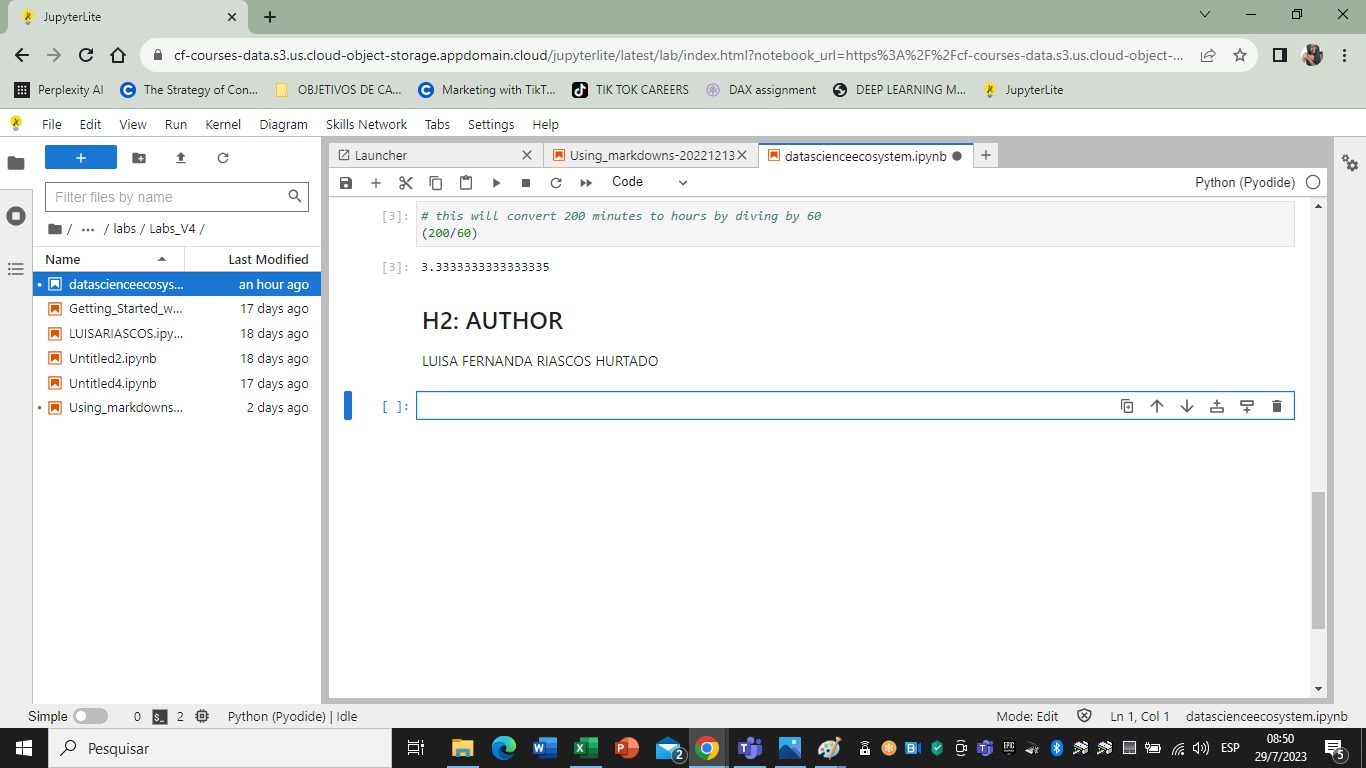 JupyterLite
cf-courses-data.s3.us.cloud-object-storage.appdomain.cloud/jupyterlite/latest/lab/index.html?notebook_url=https%3A%2F%2Fcf-courses-data.s3.us.cloud-object-...
Perplexity AI The Strategy of Con... OBJETIVOS DE CA... Marketing with TikT... TIK TOK CAREERS DAX assignment DEEP LEARNING M... JupyterLite
File Edit View Run Kernel Diagram Skills Network Tabs Settings Help
Launcher Using_markdowns-20221213 datascienceecosystem.ipynb
Code Python (Pyodide)
Filter files by name
/ ... / labs / Labs_V4 /
Name Last Modified
datascienceecosys... an hour ago
Getting_Started_w... 17 days ago
LUISARIASCOS.ipy... 18 days ago
Untitled2.ipynb 18 days ago
Untitled4.ipynb 17 days ago
Using_markdowns... 2 days ago
[3]: # this will convert 200 minutes to hours by diving by 60
(200/60)
[3]: 3.3333333333333335
H2: AUTHOR
LUISA FERNANDA RIASCOS HURTADO
[ ]:
Simple 0 2 Python (Pyodide) | Idle Mode: Edit Ln 1, Col 1 datascienceecosystem.ipynb
Pesquisar 2 ESP 08:50
29/7/2023 5